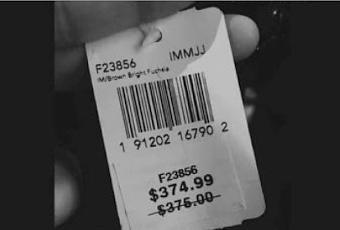 F23856 IMMJJ
IM/Brown Bright Fuchsia
1 91202 16790 2
F23856
$374.99
$375.00